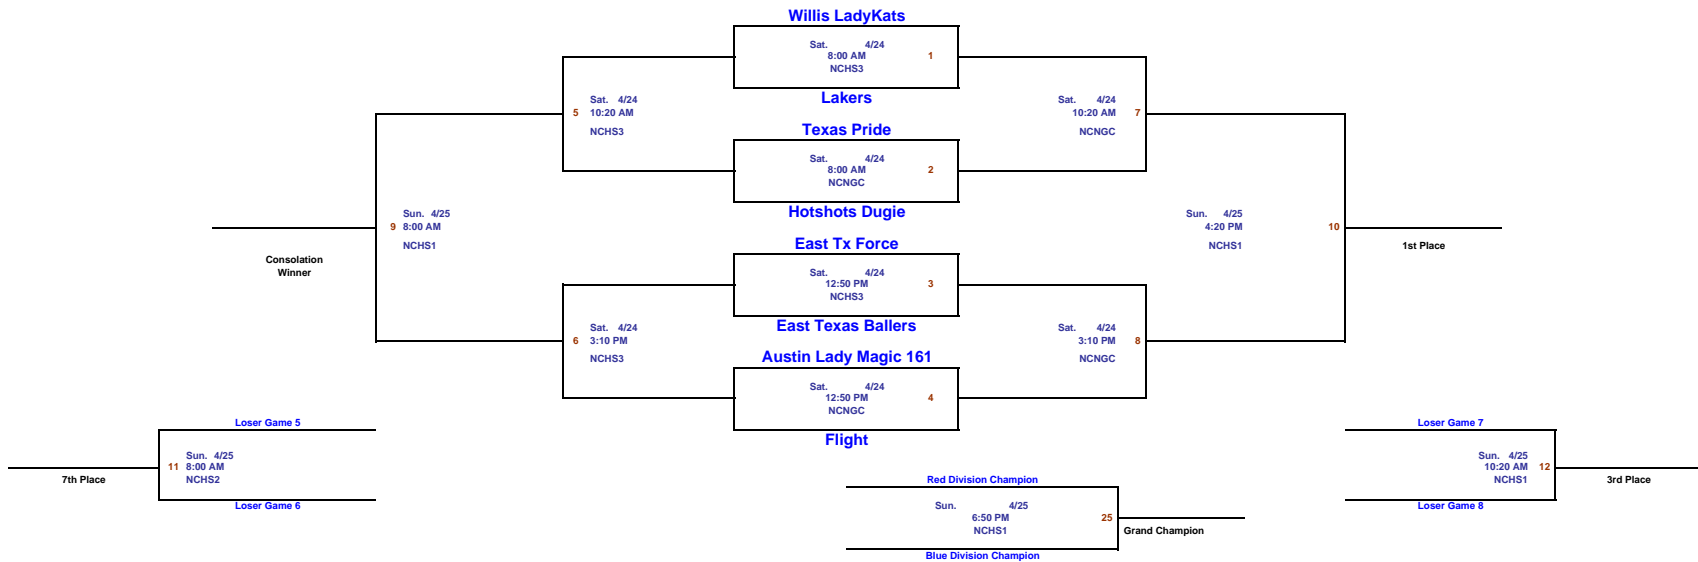 Willis LadyKats
Sat. 4/24
8:00 AM 1
NCHS3
Lakers
Sat. 4/24
5 10:20 AM
NCHS3
Sat. 4/24
10:20 AM 7
NCNGC
Texas Pride
Sat. 4/24
8:00 AM 2
NCNGC
Hotshots Dugie
Sun. 4/25
9 8:00 AM
NCHS1
Consolation
Winner
Sun. 4/25
4:20 PM 10
NCHS1
1st Place
East Tx Force
Sat. 4/24
12:50 PM 3
NCHS3
East Texas Ballers
Sat. 4/24
6 3:10 PM
NCHS3
Sat. 4/24
3:10 PM 8
NCNGC
Austin Lady Magic 161
Sat. 4/24
12:50 PM 4
NCNGC
Flight
Loser Game 5
Sun. 4/25
11 8:00 AM
NCHS2
7th Place
Loser Game 6
Loser Game 7
Sun. 4/25
10:20 AM 12
NCHS1
3rd Place
Loser Game 8
Red Division Champion
Sun. 4/25
6:50 PM 25
NCHS1
Grand Champion
Blue Division Champion